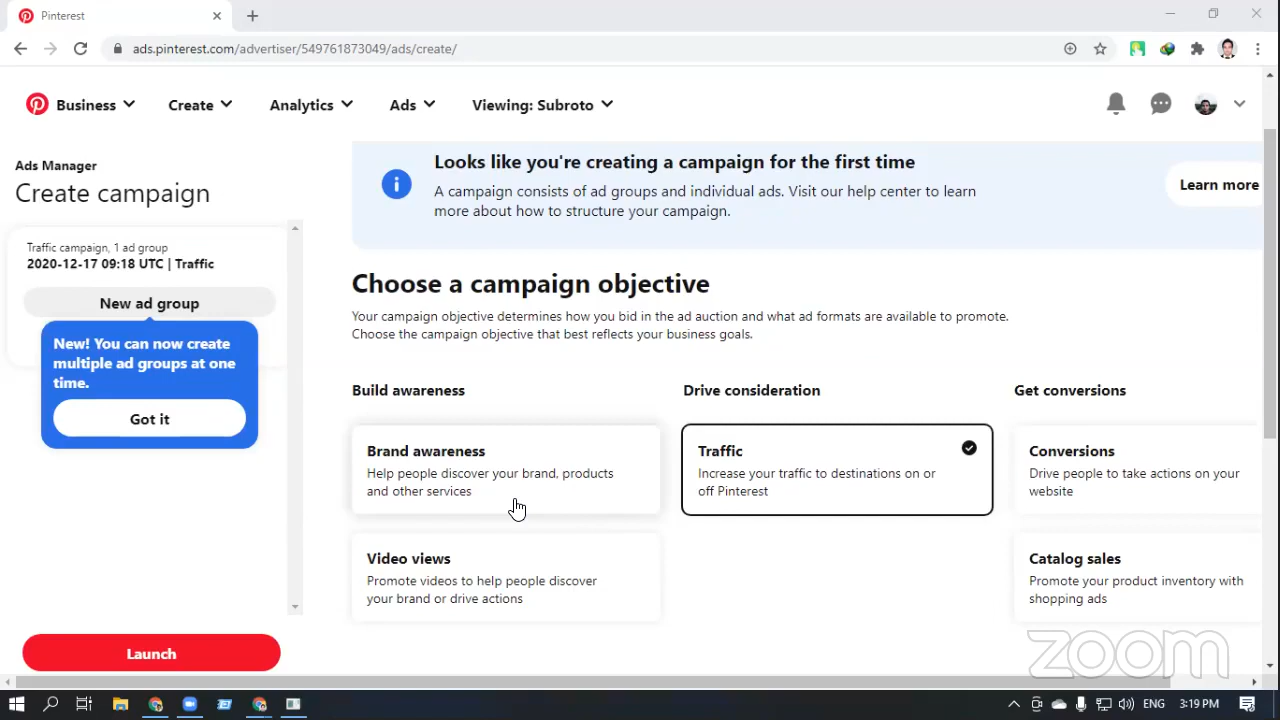 Pinterest
ads.pinterest.com/advertiser/549761873049/ads/create/
Business Create Analytics Ads Viewing: Subroto
Ads Manager
Create campaign
Traffic campaign, 1 ad group
2020-12-17 09:18 UTC | Traffic
New ad group
New! You can now create
multiple ad groups at one
time.
Got it
Launch
Looks like you're creating a campaign for the first time
A campaign consists of ad groups and individual ads. Visit our help center to learn
more about how to structure your campaign.
Learn more
Choose a campaign objective
Your campaign objective determines how you bid in the ad auction and what ad formats are available to promote.
Choose the campaign objective that best reflects your business goals.
Build awareness
Brand awareness
Help people discover your brand, products
and other services
Video views
Promote videos to help people discover
your brand or drive actions
Drive consideration
Traffic
Increase your traffic to destinations on or
off Pinterest
Get conversions
Conversions
Drive people to take actions on your
website
Catalog sales
Promote your product inventory with
shopping ads
zoom
ENG 3:19 PM